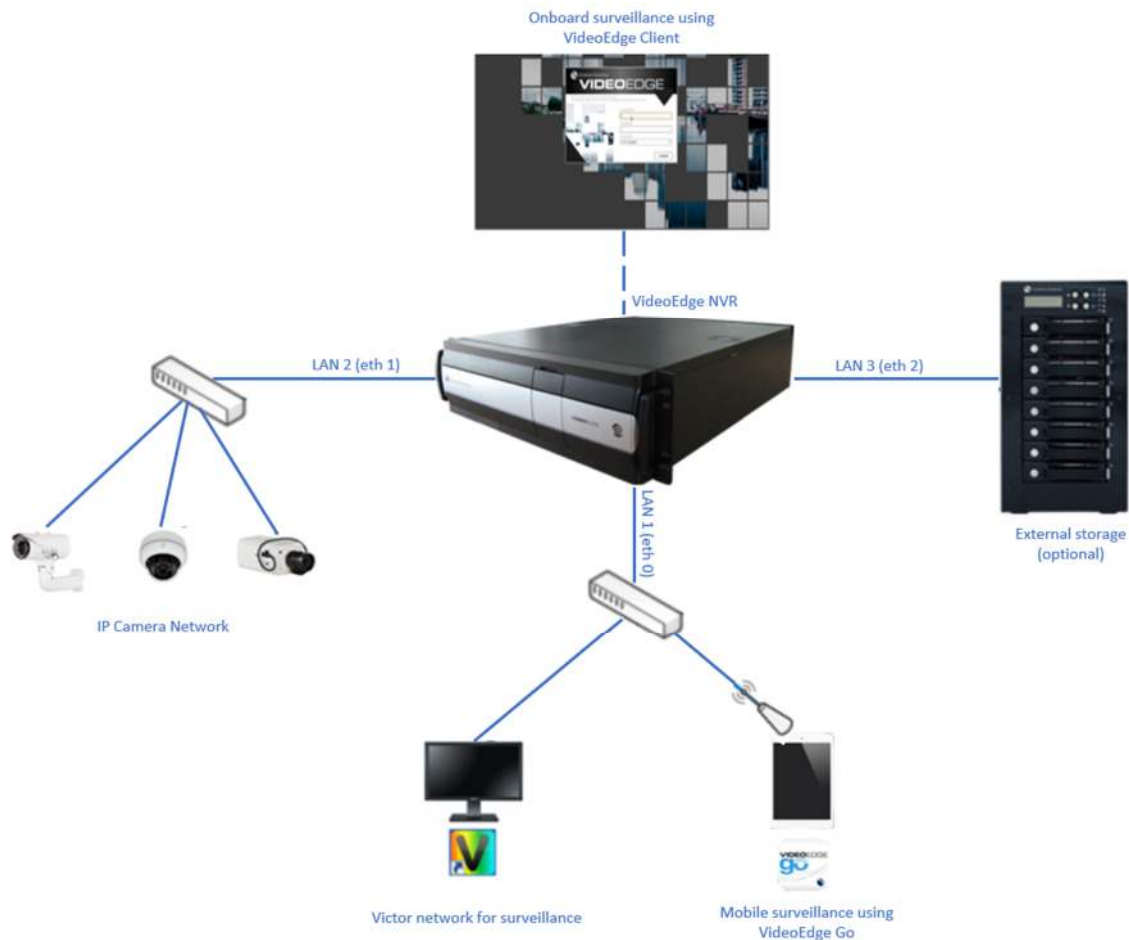 Onboard surveillance using
VideoEdge Client
VIDEOEDGE
VideoEdge NVR
LAN 2 (eth 1)
LAN 3 (eth 2)
LAN 1 (eth 0)
External storage
(optional)
IP Camera Network
V
VIDEOEDGE
go
Victor network for surveillance
Mobile surveillance using
VideoEdge Go